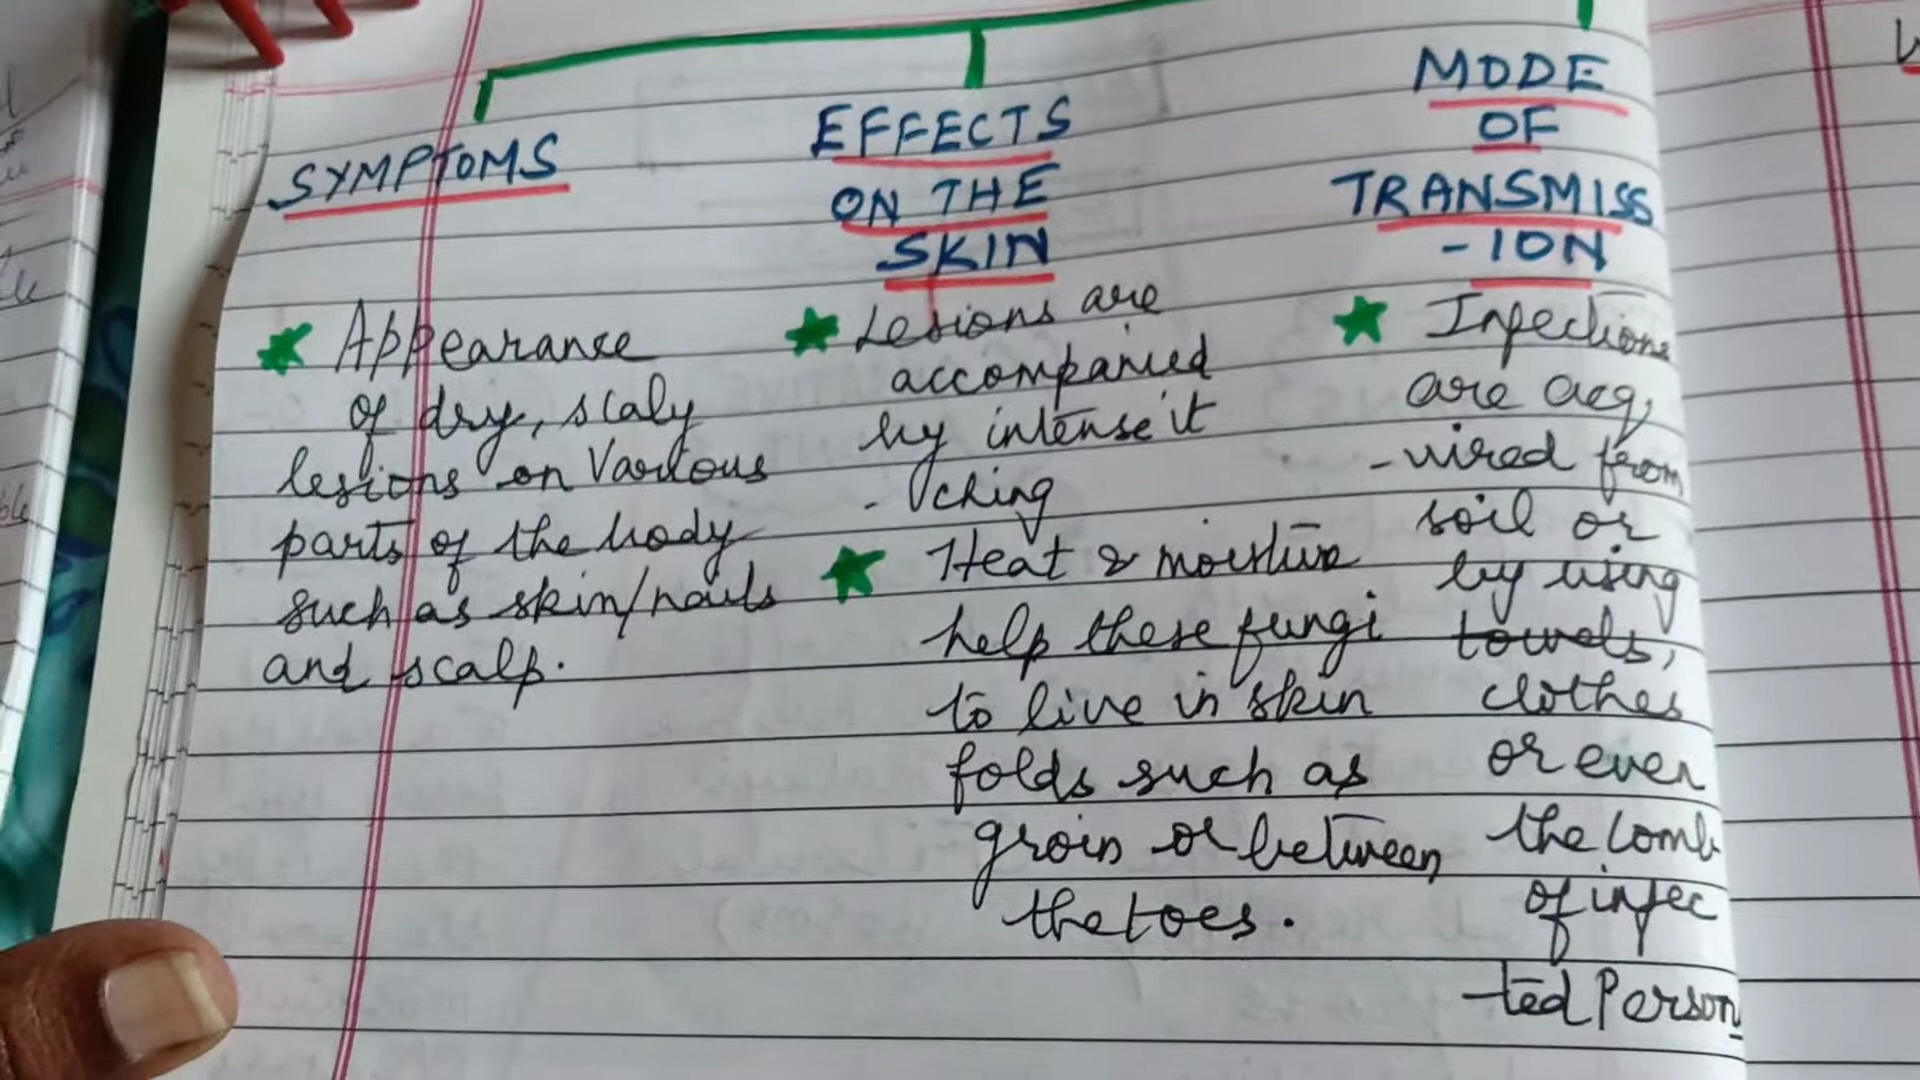 SYMPTOMS
★ Appearance
of dry, scaly
lesions on Various
parts of the body
such as skin/nails
and scalp.
EFFECTS
ON THE
SKIN
★ Lesions are
accompanied
by intense it
- ching
★ Heat & moisture
help these fungi
to live in skin
folds such as
groin or between
the toes.
MODE
OF
TRANSMISS
-ION
★ Infections
are acq
-uired from
soil or
by using
towels,
clothes
or even
the comb
of infec
-ted Person